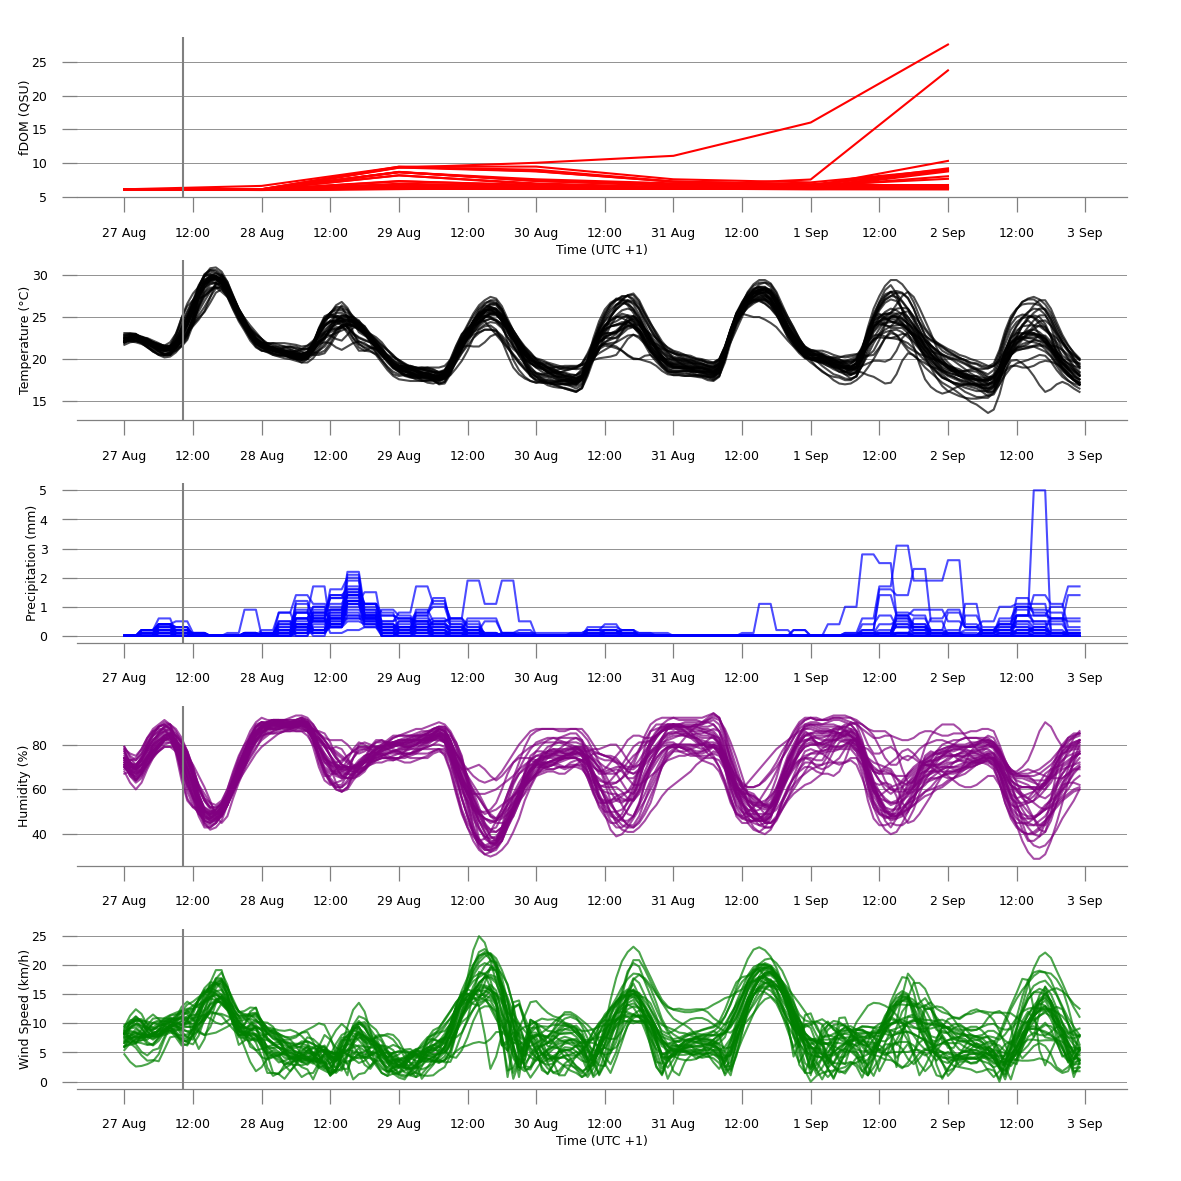 fDOM (QSU)
25
20
15
10
5
27 Aug 12:00 28 Aug 12:00 29 Aug 12:00 30 Aug 12:00 31 Aug 12:00 1 Sep 12:00 2 Sep 12:00 3 Sep
Time (UTC +1)
Temperature (°C)
30
25
20
15
27 Aug 12:00 28 Aug 12:00 29 Aug 12:00 30 Aug 12:00 31 Aug 12:00 1 Sep 12:00 2 Sep 12:00 3 Sep
Precipitation (mm)
5
4
3
2
1
0
27 Aug 12:00 28 Aug 12:00 29 Aug 12:00 30 Aug 12:00 31 Aug 12:00 1 Sep 12:00 2 Sep 12:00 3 Sep
Humidity (%)
80
60
40
27 Aug 12:00 28 Aug 12:00 29 Aug 12:00 30 Aug 12:00 31 Aug 12:00 1 Sep 12:00 2 Sep 12:00 3 Sep
Wind Speed (km/h)
25
20
15
10
5
0
27 Aug 12:00 28 Aug 12:00 29 Aug 12:00 30 Aug 12:00 31 Aug 12:00 1 Sep 12:00 2 Sep 12:00 3 Sep
Time (UTC +1)